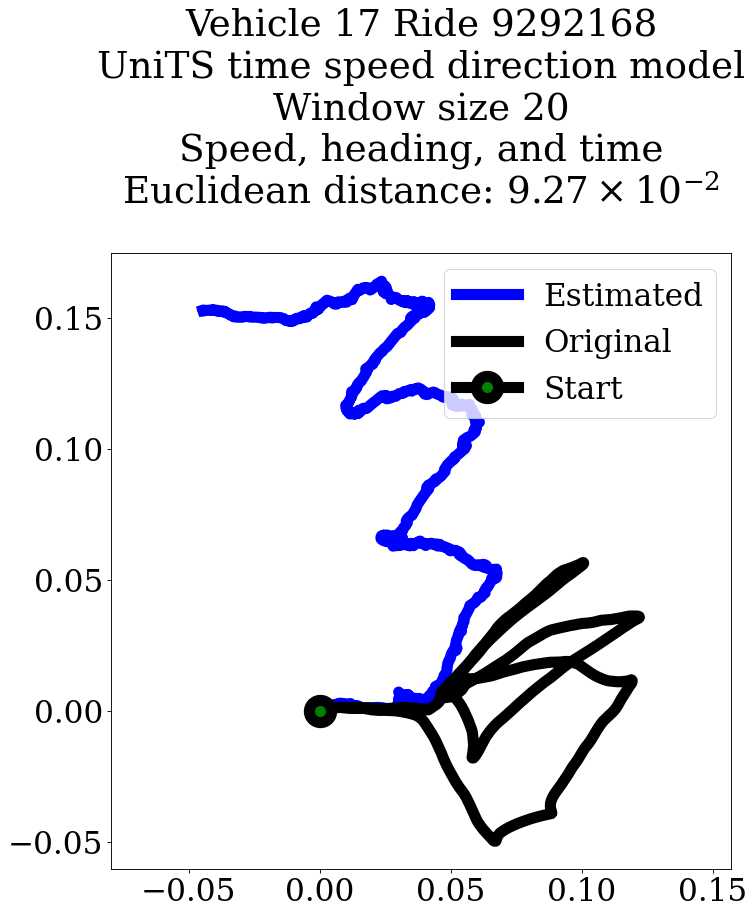 Vehicle 17 Ride 9292168
UniTS time speed direction model
Window size 20
Speed, heading, and time
Euclidean distance: 9.27 × 10⁻²
Estimated
Original
Start
0.15
0.10
0.05
0.00
−0.05
−0.05 0.00 0.05 0.10 0.15